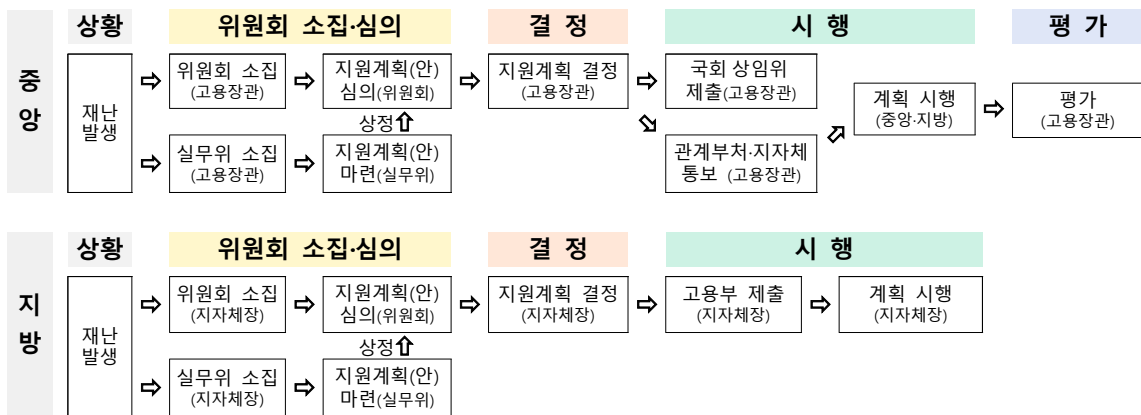 중앙
상황
위원회 소집·심의
결 정
시 행
평 가
재난
발생
위원회 소집
(고용장관)
지원계획(안)
심의(위원회)
지원계획 결정
(고용장관)
국회 상임위
제출(고용장관)
상정
실무위 소집
(고용장관)
지원계획(안)
마련(실무위)
관계부처·지자체
통보 (고용장관)
계획 시행
(중앙·지방)
평가
(고용장관)
지방
상황
위원회 소집·심의
결 정
시 행
재난
발생
위원회 소집
(지자체장)
지원계획(안)
심의(위원회)
지원계획 결정
(지자체장)
고용부 제출
(지자체장)
계획 시행
(지자체장)
상정
실무위 소집
(지자체장)
지원계획(안)
마련(실무위)